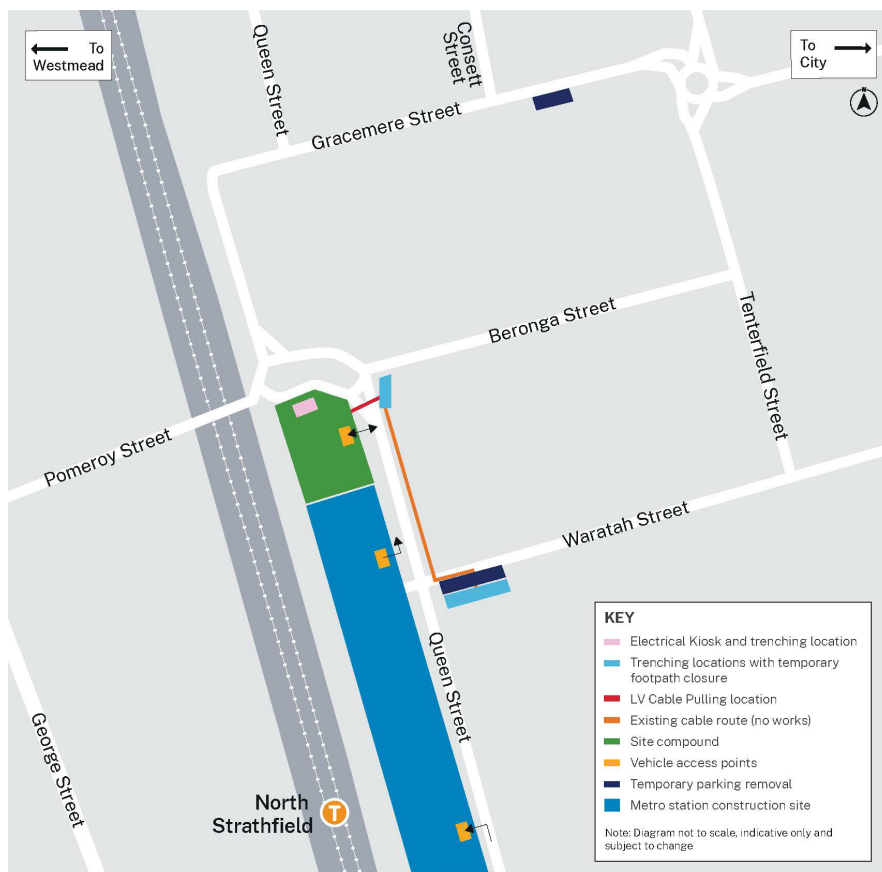 To
Westmead
Queen Street
Consett
Street
To
City
N
Gracemere Street
Beronga Street
Tenterfield Street
Pomeroy Street
Waratah Street
Queen Street
George Street
North
Strathfield
T
KEY
Electrical Kiosk and trenching location
Trenching locations with temporary
footpath closure
LV Cable Pulling location
Existing cable route (no works)
Site compound
Vehicle access points
Temporary parking removal
Metro station construction site
Note: Diagram not to scale, indicative only and
subject to change